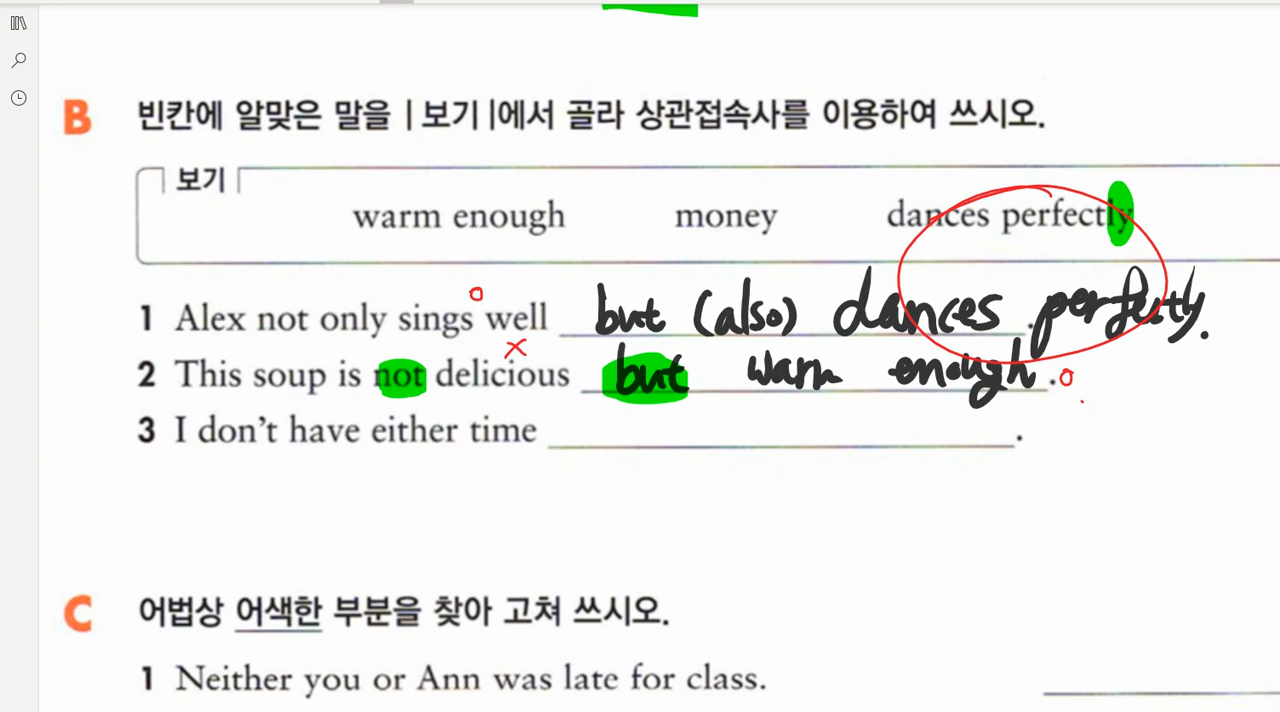 B 빈칸에 알맞은 말을 | 보기 |에서 골라 상관접속사를 이용하여 쓰시오.
보기
warm enough money dances perfectly
1 Alex not only sings well but (also) dances perfectly.
2 This soup is not delicious but warm enough.
3 I don't have either time .
C 어법상 어색한 부분을 찾아 고쳐 쓰시오.
1 Neither you or Ann was late for class.